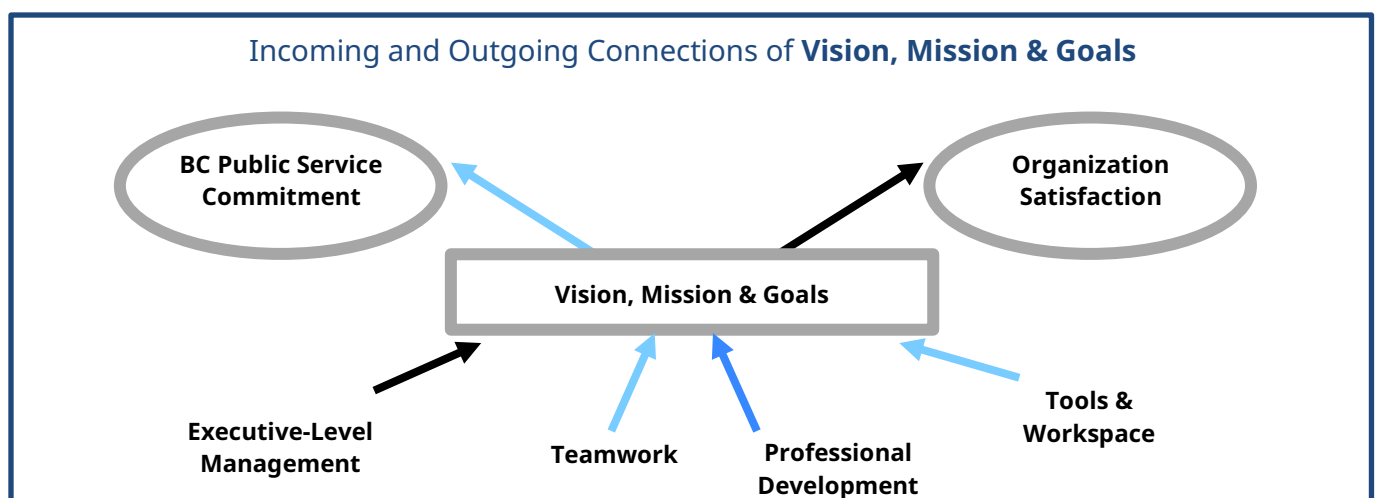 Incoming and Outgoing Connections of Vision, Mission & Goals
BC Public Service
Commitment
Organization
Satisfaction
Vision, Mission & Goals
Executive-Level
Management
Teamwork
Professional
Development
Tools &
Workspace